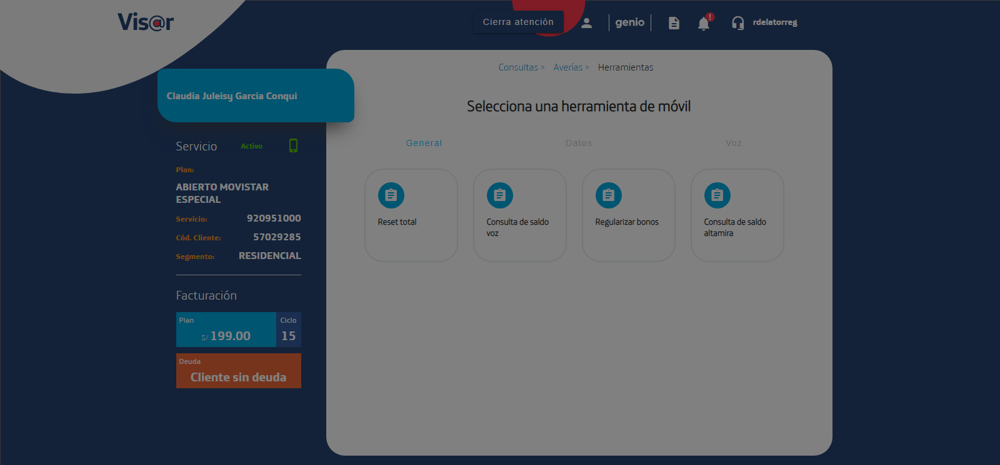 Vis@r
Cierra atención
genio
!
rdelatorreg
Consultas > Averías > Herramientas
Claudia Juleisy Garcia Conqui
Selecciona una herramienta de móvil
Servicio Activo
General Datos Voz
Plan:
ABIERTO MOVISTAR
ESPECIAL
Servicio: 920951000
Cód. Cliente: 57029285
Segmento: RESIDENCIAL
Reset total
Consulta de saldo
voz
Regularizar bonos
Consulta de saldo
altamira
Facturación
Plan Ciclo
S/ 199.00 15
Deuda
Cliente sin deuda